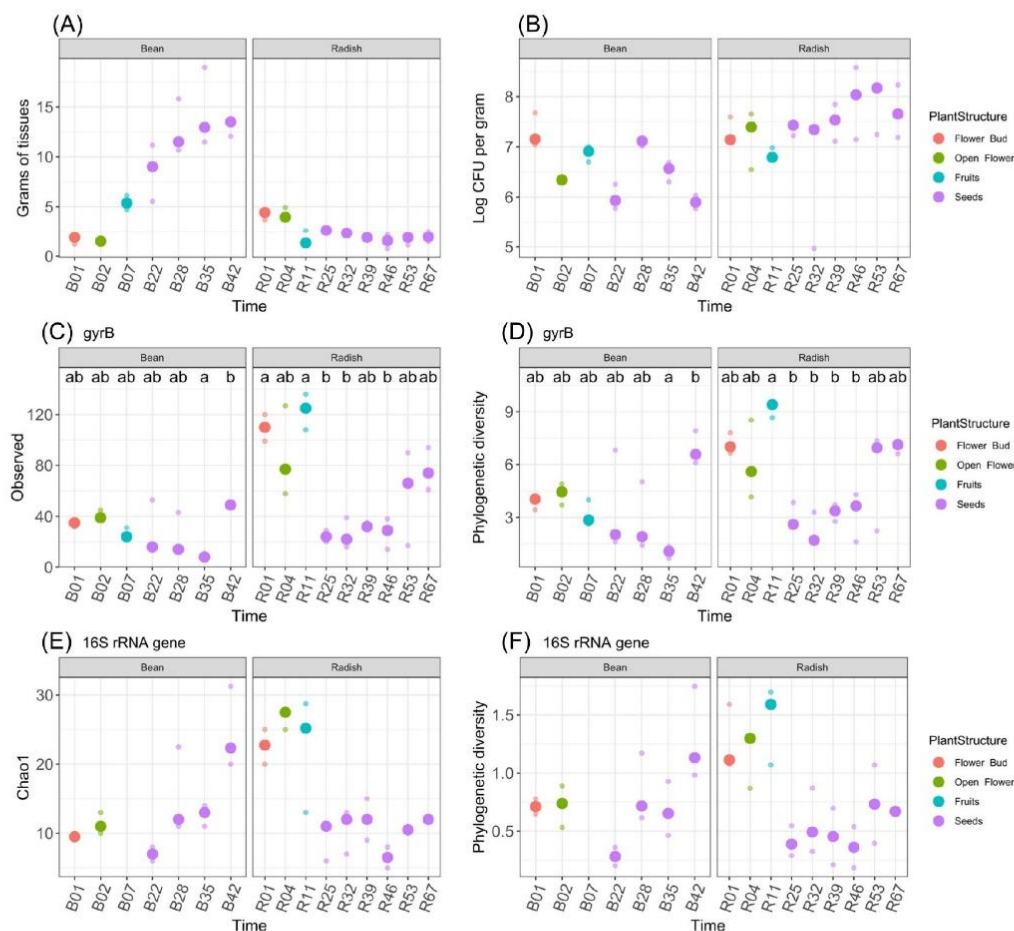 (A)
Bean Radish
Grams of tissues
15
10
5
0
B01 B02 B07 B22 B28 B35 B42 R01 R04 R11 R25 R32 R39 R46 R53 R67
Time
(B)
Bean Radish
Log CFU per gram
8
7
6
5
B01 B02 B07 B22 B28 B35 B42 R01 R04 R11 R25 R32 R39 R46 R53 R67
Time
PlantStructure
Flower Bud
Open Flower
Fruits
Seeds
(C) gyrB
Bean Radish
ab ab ab ab ab a b a ab a b b ab b ab ab
Observed
120
80
40
0
B01 B02 B07 B22 B28 B35 B42 R01 R04 R11 R25 R32 R39 R46 R53 R67
Time
(D) gyrB
Bean Radish
ab ab ab ab ab a b ab ab a b b b b ab ab
Phylogenetic diversity
9
6
3
B01 B02 B07 B22 B28 B35 B42 R01 R04 R11 R25 R32 R39 R46 R53 R67
Time
PlantStructure
Flower Bud
Open Flower
Fruits
Seeds
(E) 16S rRNA gene
Bean Radish
Chao1
30
20
10
B01 B02 B07 B22 B28 B35 B42 R01 R04 R11 R25 R32 R39 R46 R53 R67
Time
(F) 16S rRNA gene
Bean Radish
Phylogenetic diversity
1.5
1.0
0.5
B01 B02 B07 B22 B28 B35 B42 R01 R04 R11 R25 R32 R39 R46 R53 R67
Time
PlantStructure
Flower Bud
Open Flower
Fruits
Seeds